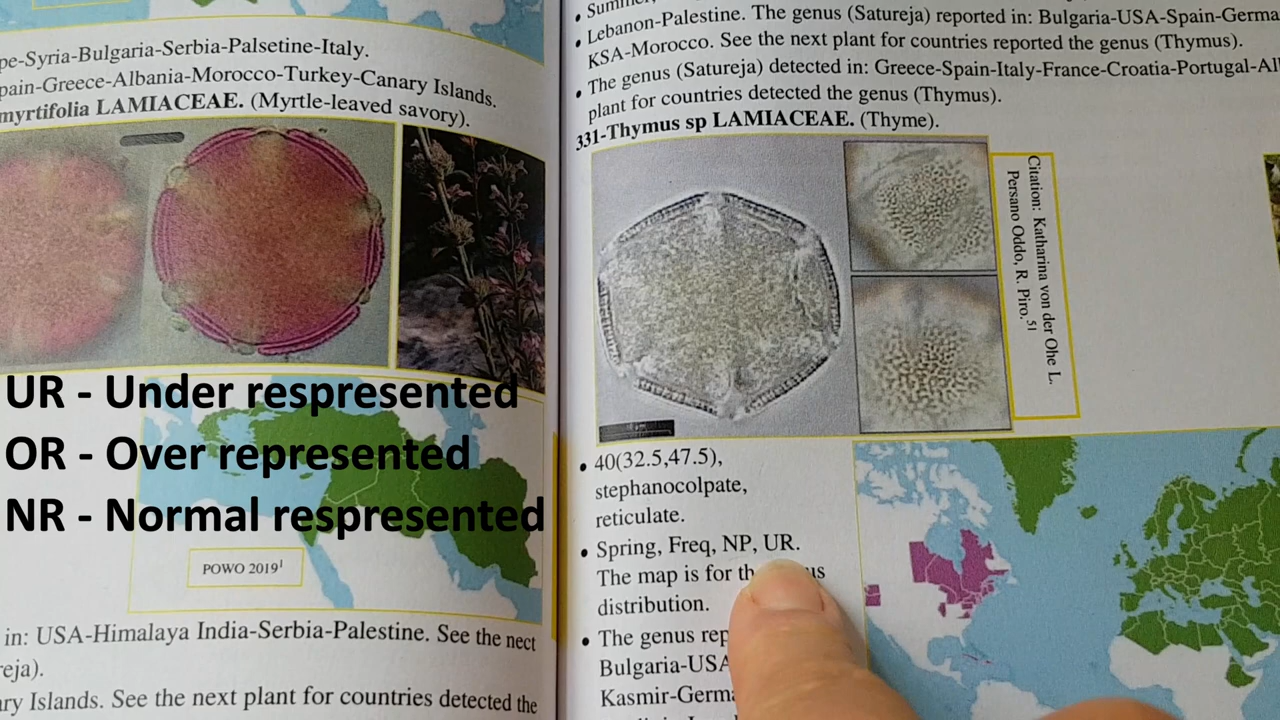 pe-Syria-Bulgaria-Serbia-Palsetine-Italy.
pain-Greece-Albania-Morocco-Turkey-Canary Islands.
myrtifolia LAMIACEAE. (Myrtle-leaved savory).
UR - Under respresented
OR - Over represented
NR - Normal respresented
POWO 2019¹
in: USA-Himalaya India-Serbia-Palestine. See the nect
eja).
ry Islands. See the next plant for countries detected the
• Summer,
• Lebanon-Palestine. The genus (Satureja) reported in: Bulgaria-USA-Spain-Germa
KSA-Morocco. See the next plant for countries reported the genus (Thymus).
• The genus (Satureja) detected in: Greece-Spain-Italy-France-Croatia-Portugal-Al
plant for countries detected the genus (Thymus).
331-Thymus sp LAMIACEAE. (Thyme).
Citation: Katharina von der Ohe L.
Persano Oddo, R. Piro.⁵¹
• 40(32.5,47.5),
stephanocolpate,
reticulate.
• Spring, Freq, NP, UR.
The map is for th us
distribution.
• The genus rep
Bulgaria-USA
Kasmir-Germa